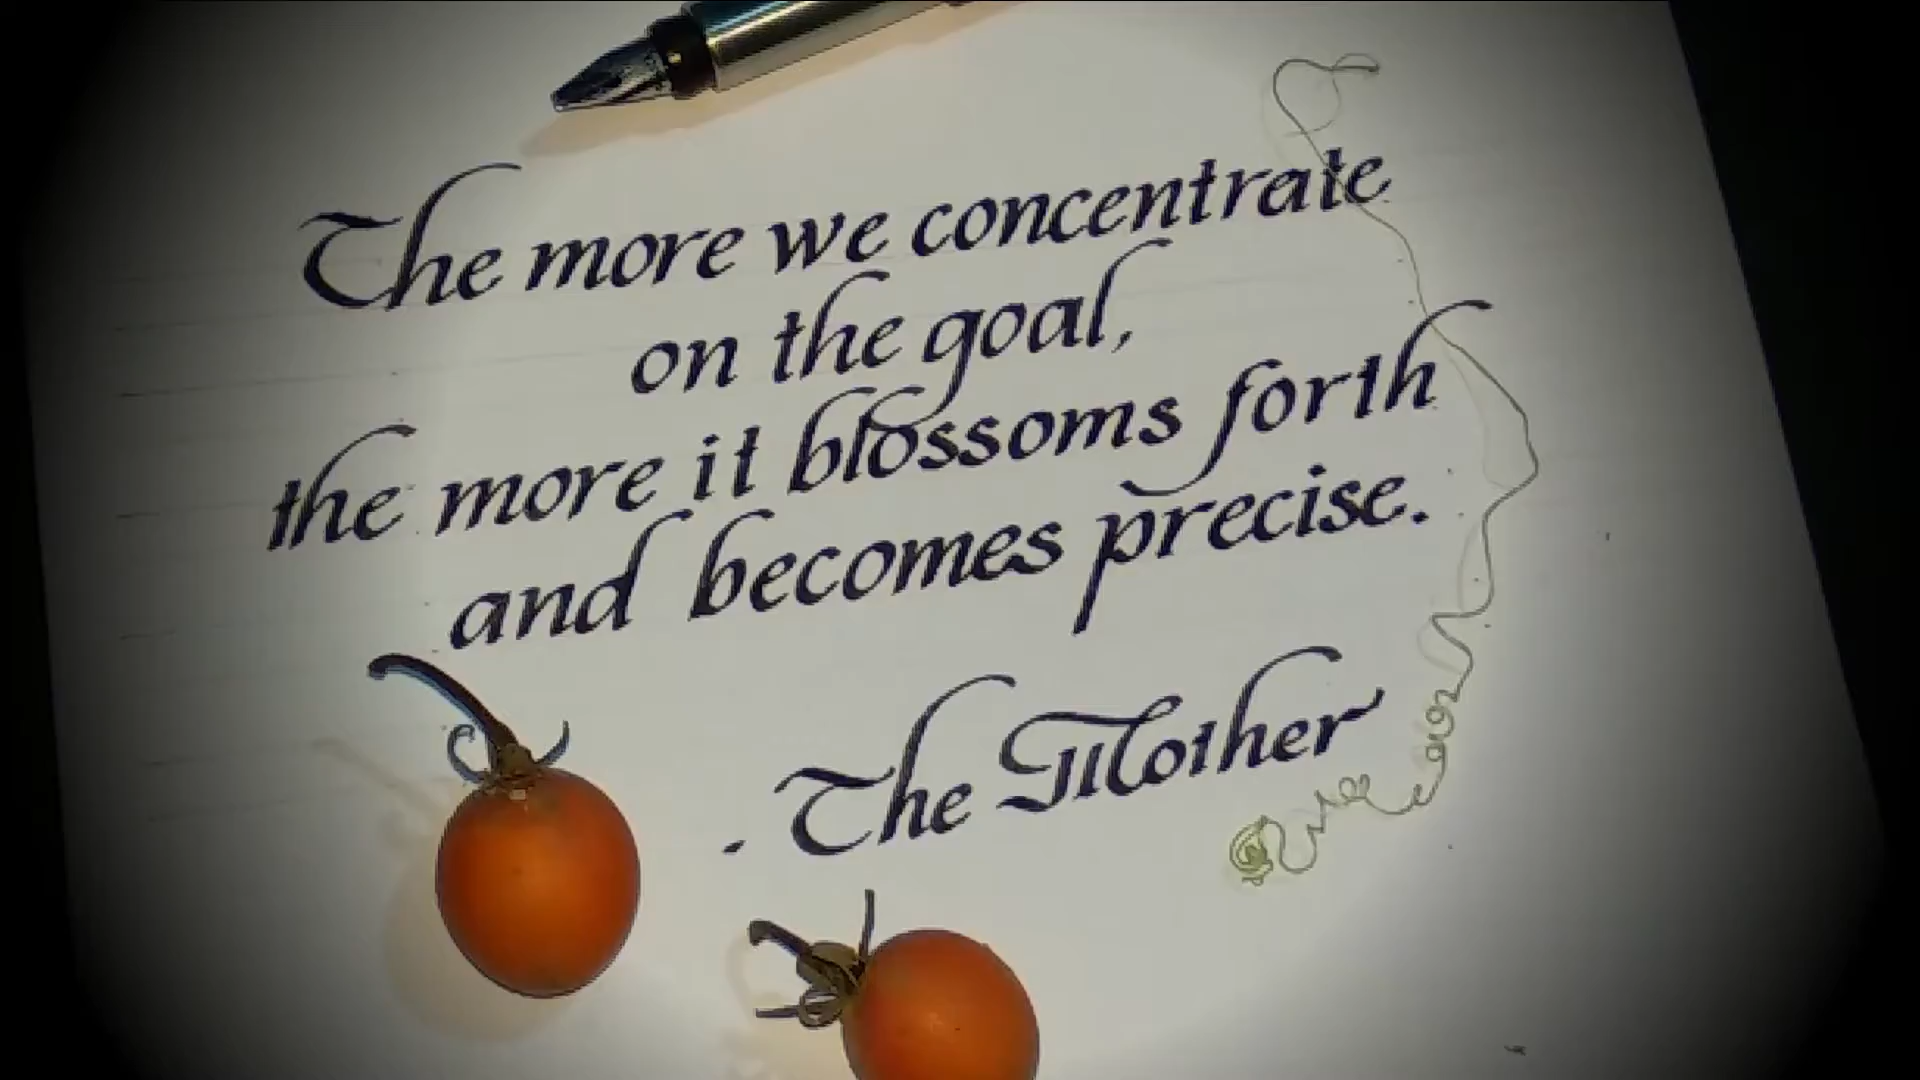 The more we concentrate
on the goal,
the more it blossoms forth
and becomes precise.
- The Mother